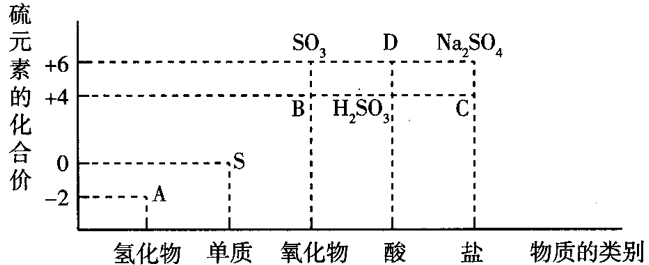 硫元素的化合价
SO₃ D Na₂SO₄
+6
+4
B H₂SO₃ C
0
S
−2
A
氢化物 单质 氧化物 酸 盐 物质的类别